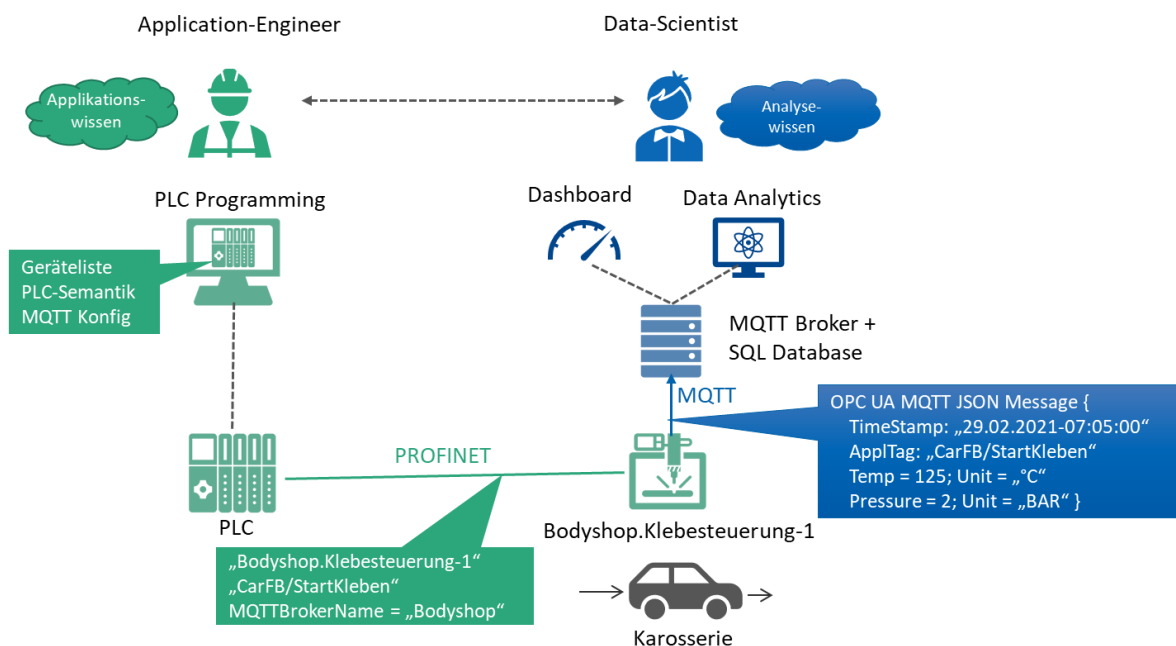 Application-Engineer
Data-Scientist
Applikations-
wissen
Analyse-
wissen
PLC Programming
Dashboard
Data Analytics
Geräteliste
PLC-Semantik
MQTT Konfig
MQTT Broker +
SQL Database
MQTT
OPC UA MQTT JSON Message {
TimeStamp: „29.02.2021-07:05:00“
ApplTag: „CarFB/StartKleben“
Temp = 125; Unit = „°C“
Pressure = 2; Unit = „BAR“ }
PROFINET
PLC
Bodyshop.Klebesteuerung-1
„Bodyshop.Klebesteuerung-1“
„CarFB/StartKleben“
MQTTBrokerName = „Bodyshop“
Karosserie